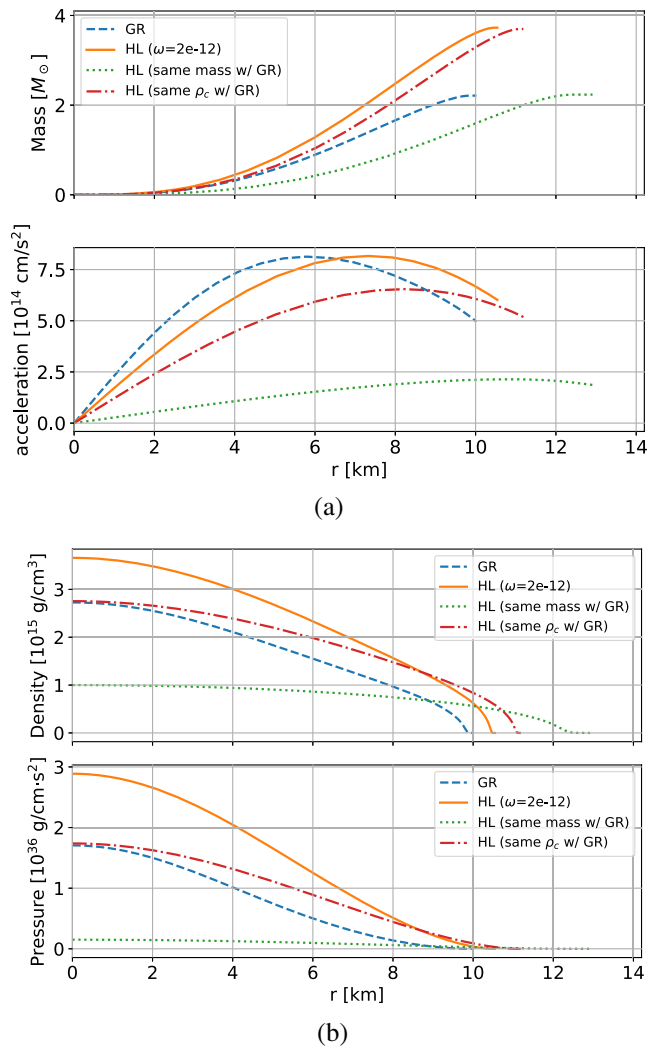 4
2
0
Mass [M⊙]
GR
HL (ω=2e-12)
HL (same mass w/ GR)
HL (same ρc w/ GR)
7.5
5.0
2.5
0.0
acceleration [10^14 cm/s^2]
0 2 4 6 8 10 12 14
r [km]
(a)
3
2
1
0
Density [10^15 g/cm^3]
GR
HL (ω=2e-12)
HL (same mass w/ GR)
HL (same ρc w/ GR)
3
2
1
0
Pressure [10^36 g/cm·s^2]
GR
HL (ω=2e-12)
HL (same mass w/ GR)
HL (same ρc w/ GR)
0 2 4 6 8 10 12 14
r [km]
(b)